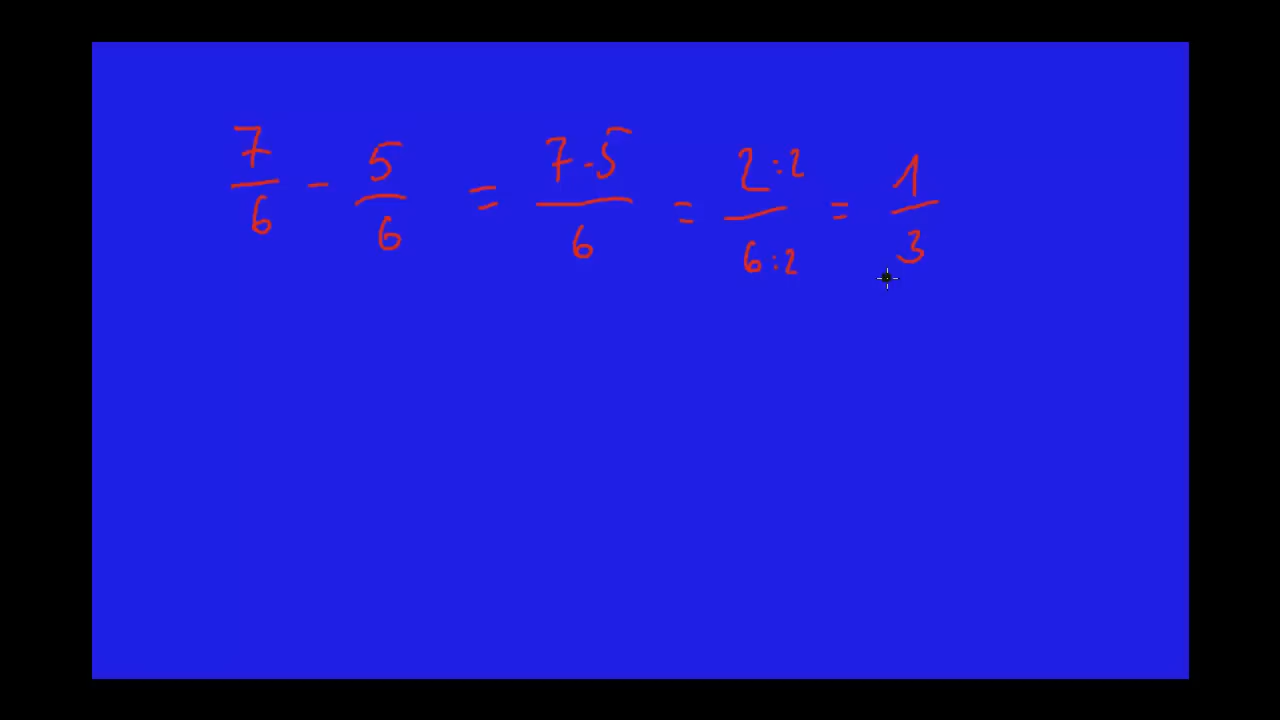 7/6 - 5/6 = 7-5/6 = 2:2/6:2 = 1/3